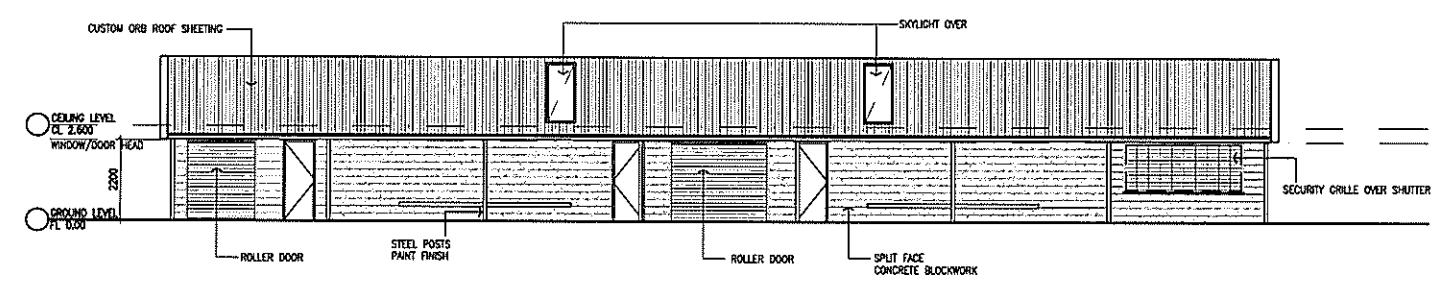 CUSTOM ORB ROOF SHEETING
SKYLIGHT OVER
CEILING LEVEL
CL 2.600
WINDOW/DOOR HEAD
2200
SECURITY GRILLE OVER SHUTTER
GROUND LEVEL
FL 0.00
STEEL POSTS
PAINT FINISH
ROLLER DOOR
ROLLER DOOR
SPLIT FACE
CONCRETE BLOCKWORK